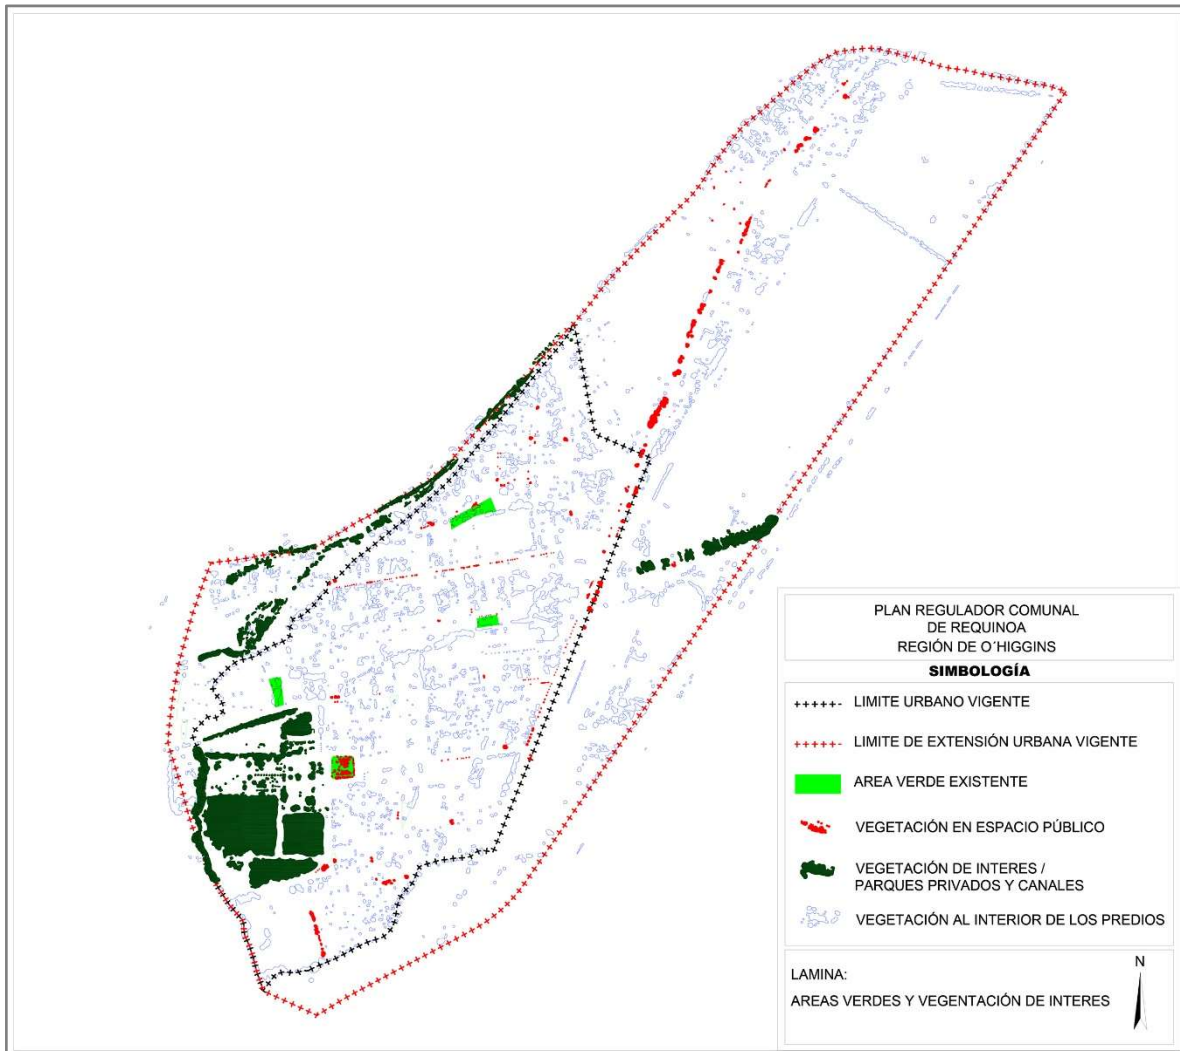 PLAN REGULADOR COMUNAL
DE REQUINOA
REGIÓN DE O´HIGGINS
SIMBOLOGÍA
LIMITE URBANO VIGENTE
LIMITE DE EXTENSIÓN URBANA VIGENTE
AREA VERDE EXISTENTE
VEGETACIÓN EN ESPACIO PÚBLICO
VEGETACIÓN DE INTERES /
PARQUES PRIVADOS Y CANALES
VEGETACIÓN AL INTERIOR DE LOS PREDIOS
N
LAMINA:
AREAS VERDES Y VEGENTACIÓN DE INTERES